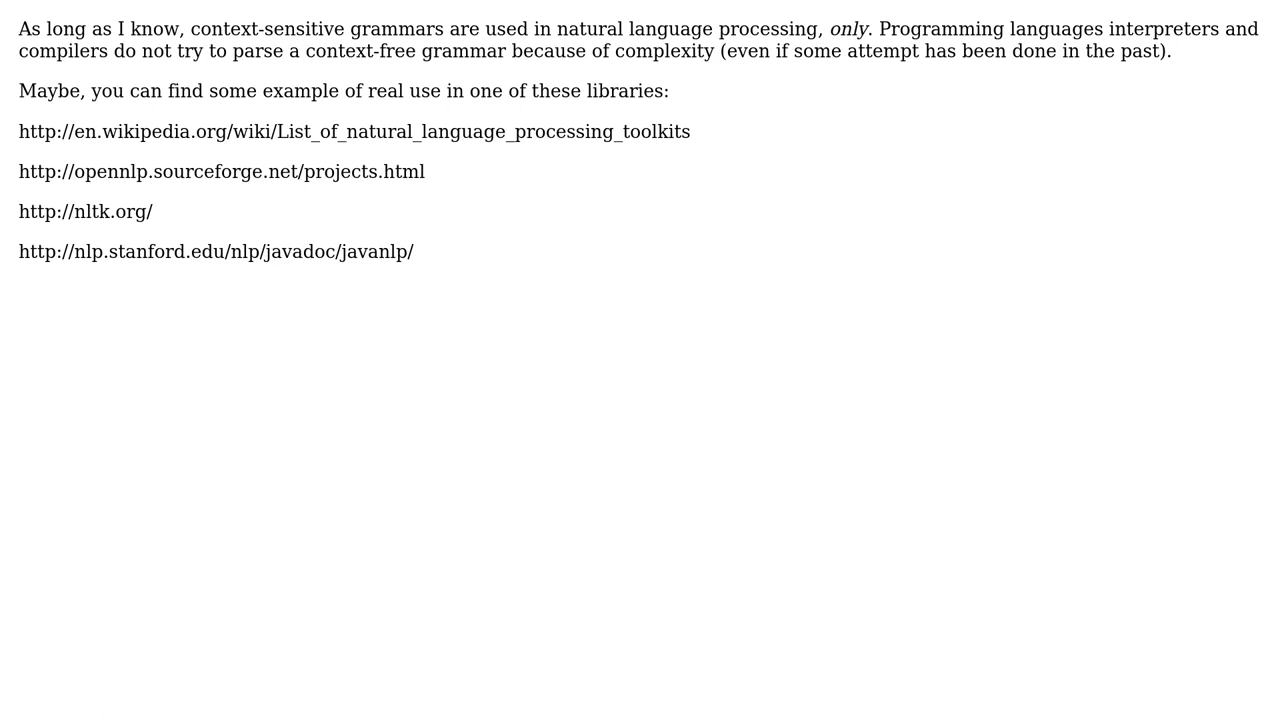 As long as I know, context-sensitive grammars are used in natural language processing, only. Programming languages interpreters and
compilers do not try to parse a context-free grammar because of complexity (even if some attempt has been done in the past).
Maybe, you can find some example of real use in one of these libraries:
http://en.wikipedia.org/wiki/List_of_natural_language_processing_toolkits
http://opennlp.sourceforge.net/projects.html
http://nltk.org/
http://nlp.stanford.edu/nlp/javadoc/javanlp/